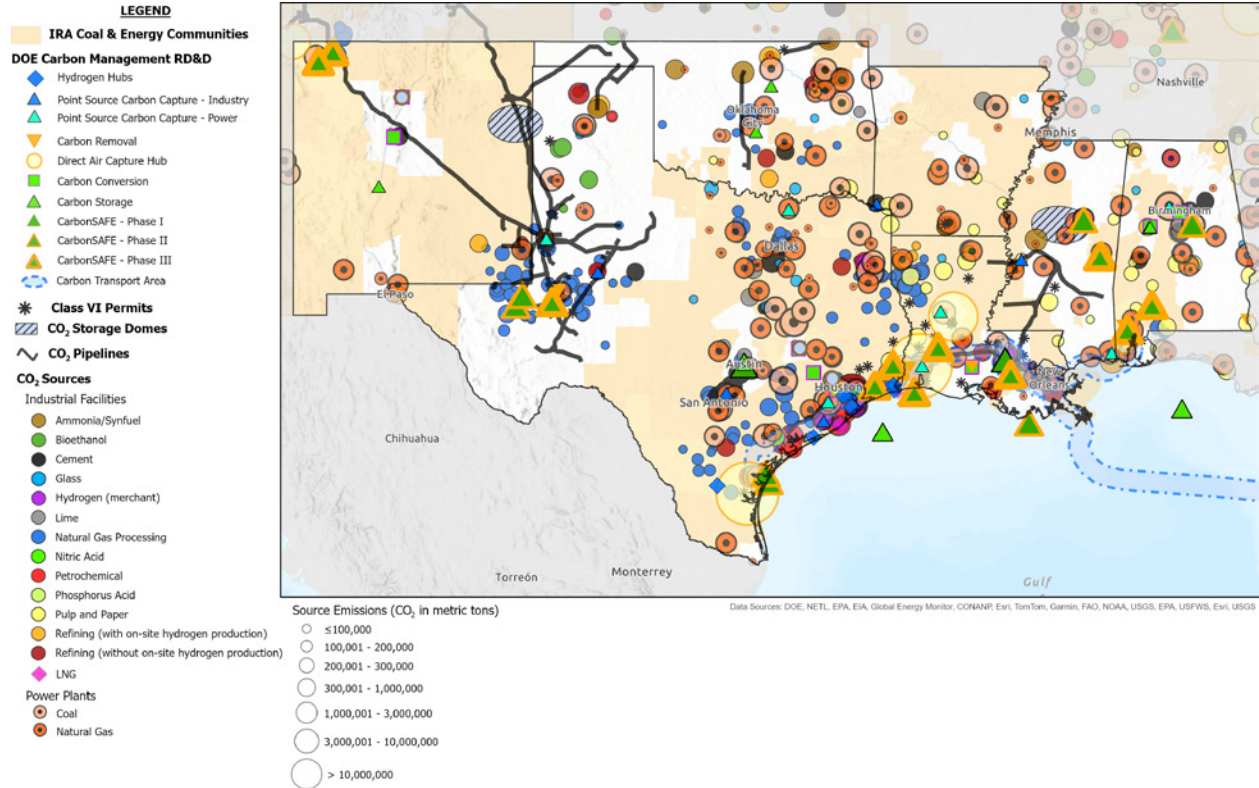 LEGEND
IRA Coal & Energy Communities
DOE Carbon Management RD&D
Hydrogen Hubs
Point Source Carbon Capture - Industry
Point Source Carbon Capture - Power
Carbon Removal
Direct Air Capture Hub
Carbon Conversion
Carbon Storage
CarbonSAFE - Phase I
CarbonSAFE - Phase II
CarbonSAFE - Phase III
Carbon Transport Area
Class VI Permits
CO₂ Storage Domes
CO₂ Pipelines
CO₂ Sources
Industrial Facilities
Ammonia/Synfuel
Bioethanol
Cement
Glass
Hydrogen (merchant)
Lime
Natural Gas Processing
Nitric Acid
Petrochemical
Phosphorus Acid
Pulp and Paper
Refining (with on-site hydrogen production)
Refining (without on-site hydrogen production)
LNG
Power Plants
Coal
Natural Gas
Nashville
Oklahoma
City
Memphis
Birmingham
Dallas
El Paso
Austin
Houston
New
Orleans
San Antonio
Chihuahua
Torreón
Monterrey
Gulf
Source Emissions (CO₂ in metric tons)
≤100,000
100,001 - 200,000
200,001 - 300,000
300,001 - 1,000,000
1,000,001 - 3,000,000
3,000,001 - 10,000,000
> 10,000,000
Data Sources: DOE, NETL, EPA, EIA, Global Energy Monitor, CONANP, Esri, TomTom, Garmin, FAO, NOAA, USGS, EPA, USFWS, Esri, USGS